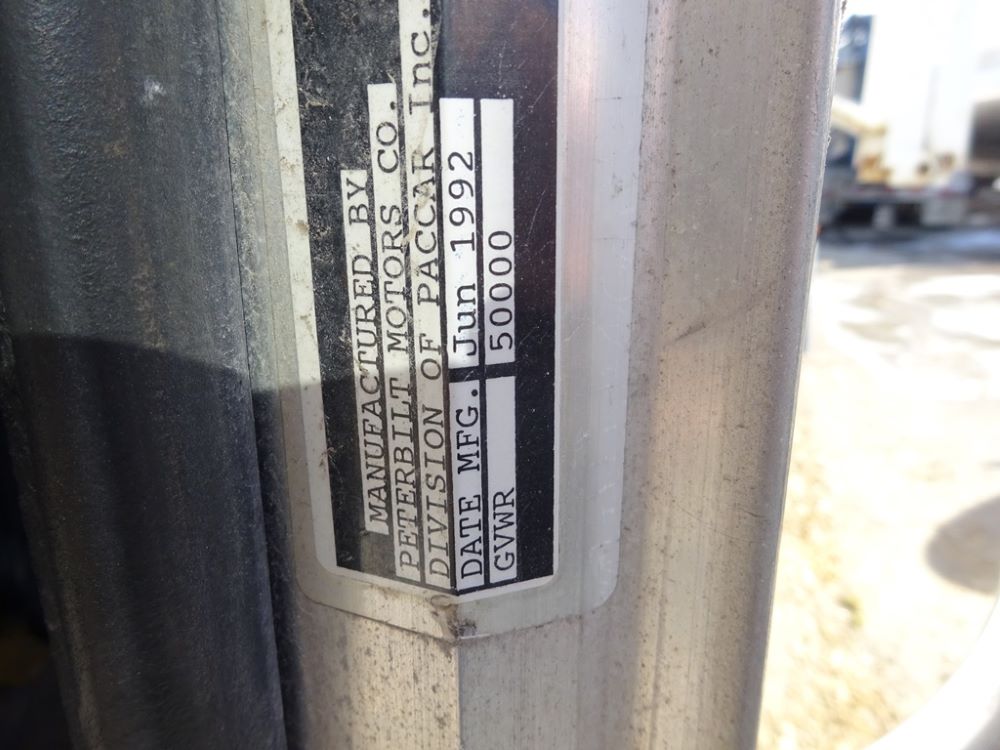 MANUFACTURED BY
PETERBILT MOTORS CO.
DIVISION OF PACCAR Inc.
DATE MFG. Jun 1992
GVWR 50000